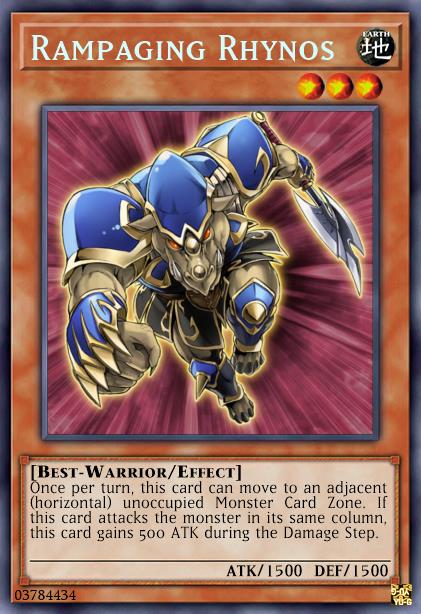 Rampaging Rhynos
EARTH
地
[Best-Warrior/Effect]
Once per turn, this card can move to an adjacent
(horizontal) unoccupied Monster Card Zone. If
this card attacks the monster in its same column,
this card gains 500 ATK during the Damage Step.
ATK/1500 DEF/1500
03784434